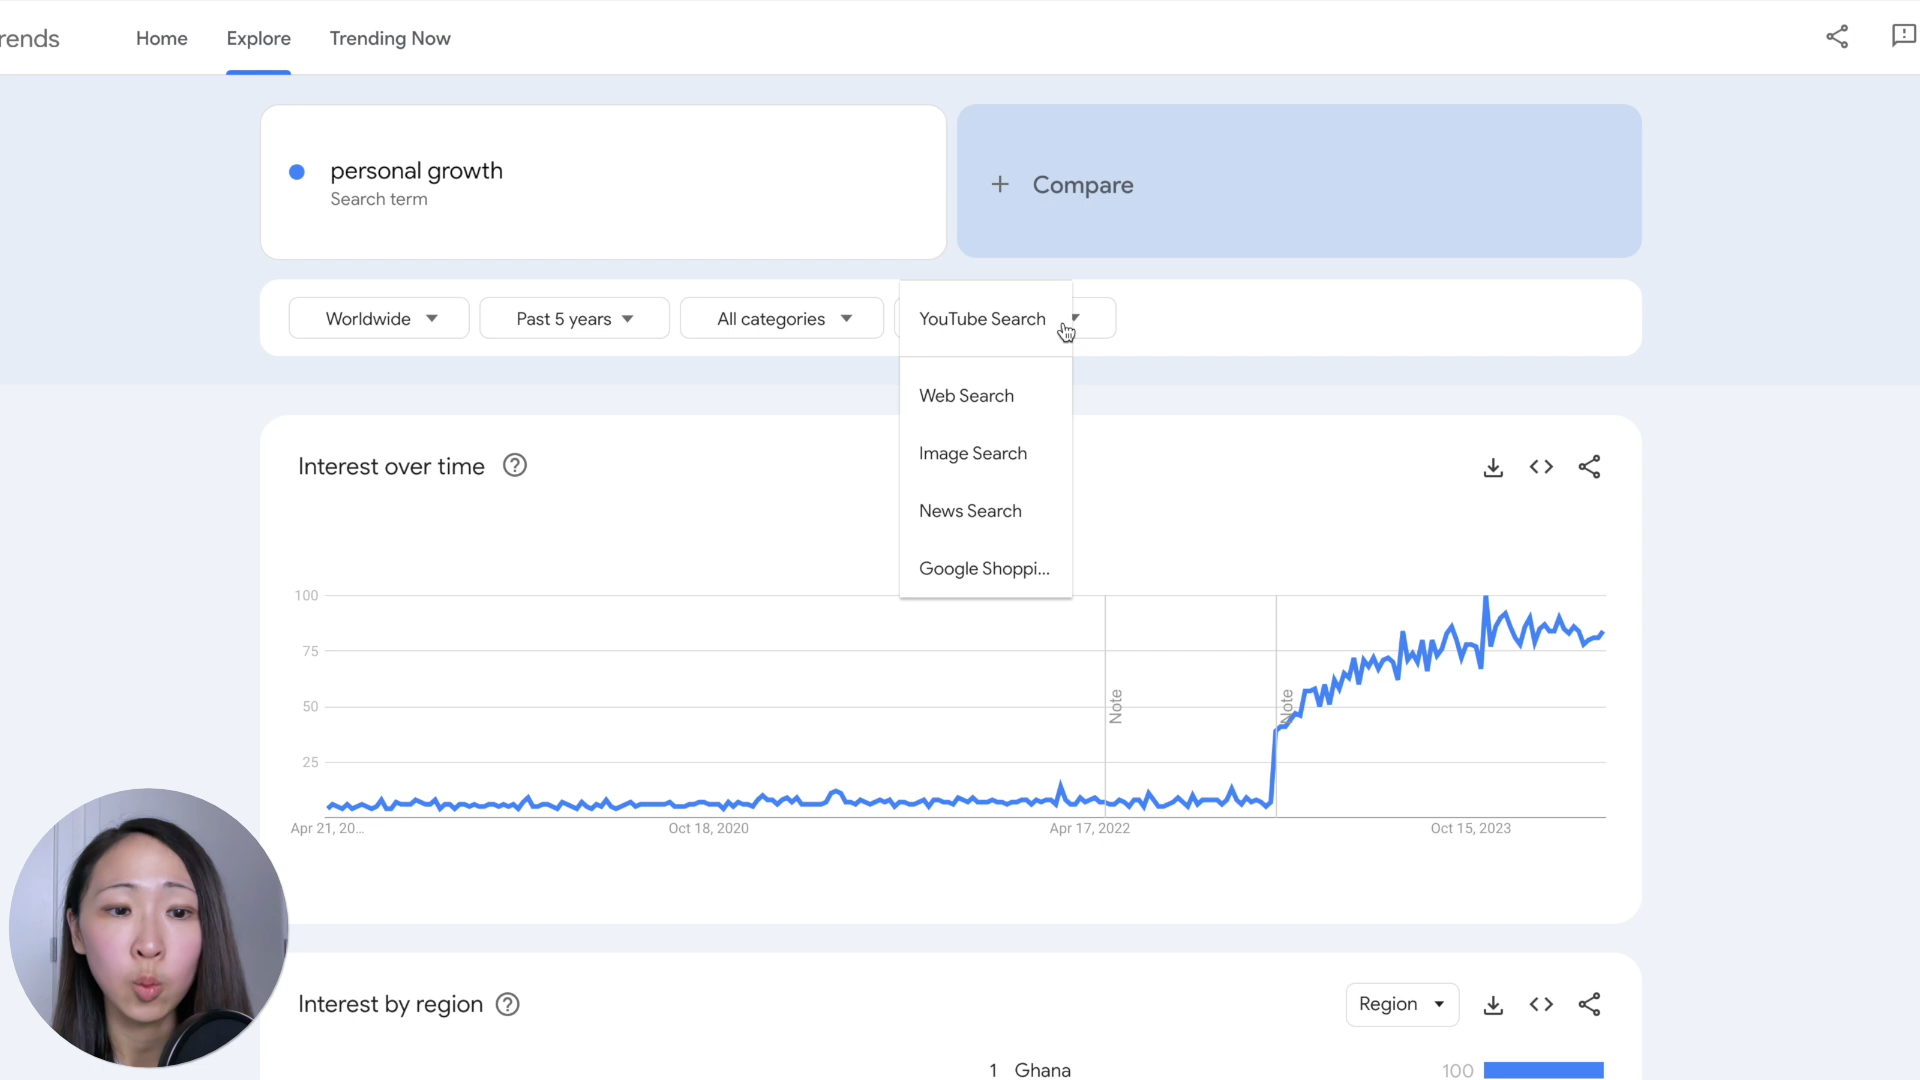 rends
Home
Explore
Trending Now
personal growth
Search term
+ Compare
Worldwide
Past 5 years
All categories
YouTube Search
Web Search
Image Search
News Search
Google Shoppi...
Interest over time
100
75
50
25
Note
Note
Apr 21, 20...
Oct 18, 2020
Apr 17, 2022
Oct 15, 2023
Interest by region
Region
1 Ghana
100